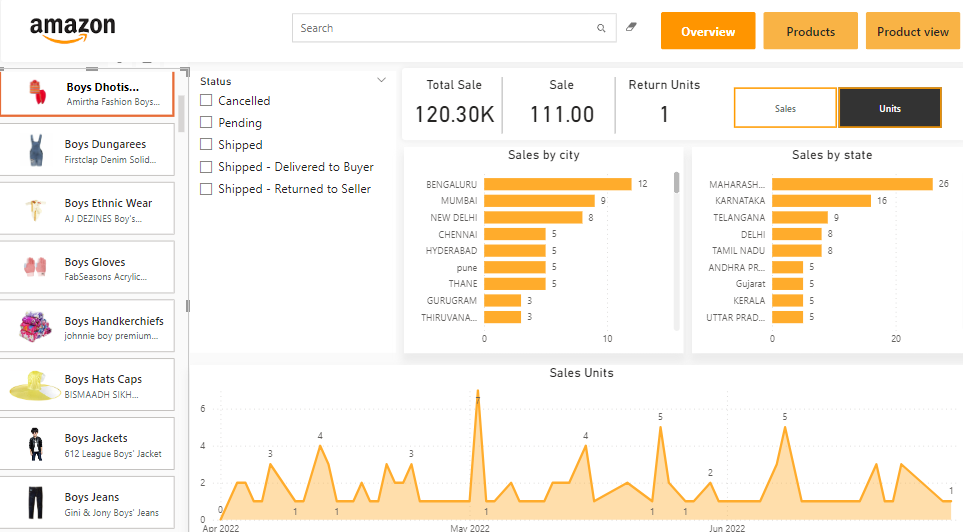 amazon
Search
Overview
Products
Product view
Boys Dhotis...
Amirtha Fashion Boys...
Boys Dungarees
Firstclap Denim Solid...
Boys Ethnic Wear
AJ DEZINES Boy's...
Boys Gloves
FabSeasons Acrylic...
Boys Handkerchiefs
johnnie boy premium...
Boys Hats Caps
BISMAADH SIKH...
Boys Jackets
612 League Boys' Jacket
Boys Jeans
Gini & Jony Boys' Jeans
Status
Cancelled
Pending
Shipped
Shipped - Delivered to Buyer
Shipped - Returned to Seller
Total Sale
120.30K
Sale
111.00
Return Units
1
Sales
Units
Sales by city
BENGALURU 12
MUMBAI 9
NEW DELHI 8
CHENNAI 5
HYDERABAD 5
pune 5
THANE 5
GURUGRAM 3
THIRUVANA... 3
0 10
Sales by state
MAHARASH... 26
KARNATAKA 16
TELANGANA 9
DELHI 8
TAMIL NADU 8
ANDHRA PR... 5
Gujarat 5
KERALA 5
UTTAR PRAD... 5
0 20
Sales Units
6
4
2
0
0 3 1 4 1 3 7 1 4 5 1 1 2 5 1
Apr 2022 May 2022 Jun 2022